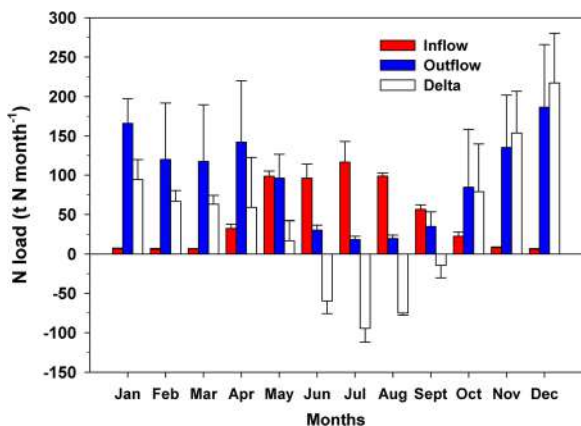 300
250
200
150
100
50
0
-50
-100
-150
N load (t N month⁻¹)
Inflow
Outflow
Delta
Jan Feb Mar Apr May Jun Jul Aug Sept Oct Nov Dec
Months